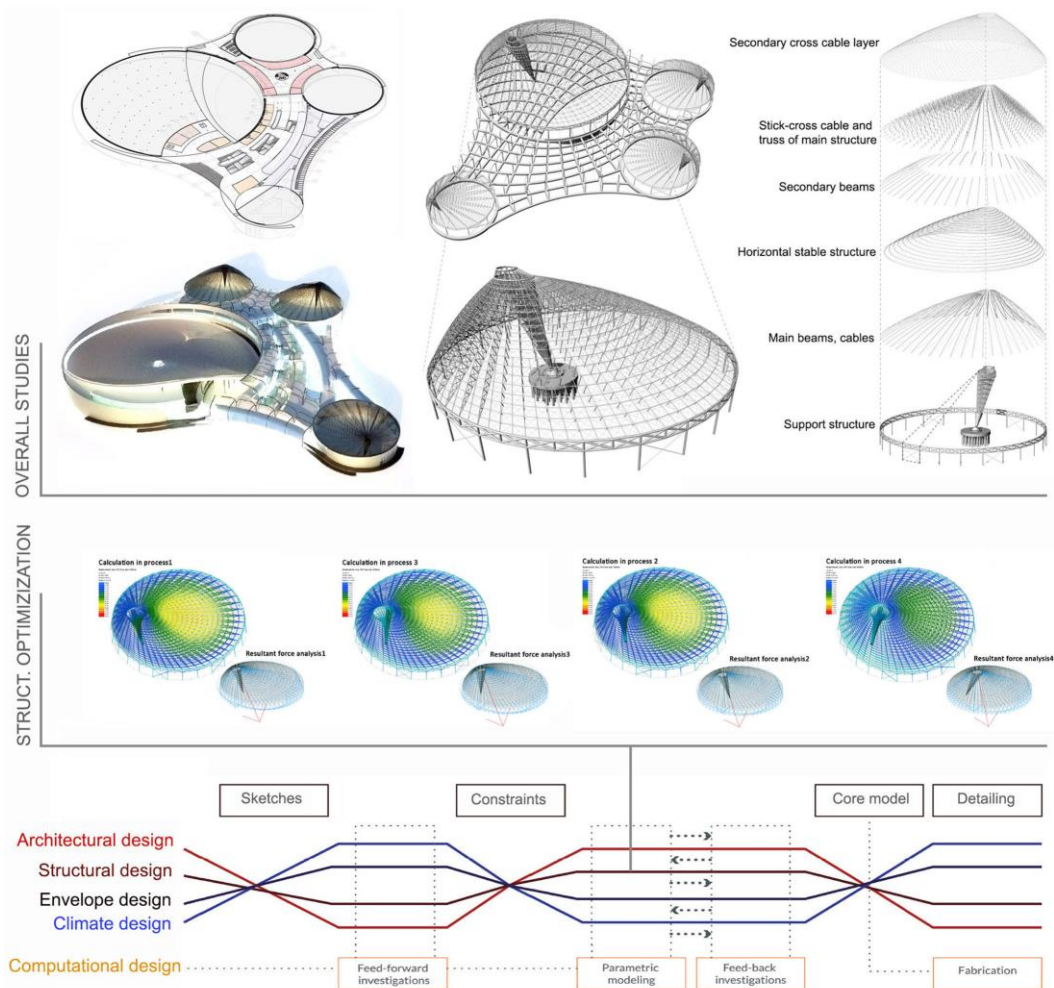 Secondary cross cable layer
Stick-cross cable and
truss of main structure
Secondary beams
Horizontal stable structure
Main beams, cables
Support structure
OVERALL STUDIES
STRUCT. OPTIMIZATION
Calculation in process1
Resultant force analysis1
Calculation in process 3
Resultant force analysis3
Calculation in process 2
Resultant force analysis2
Calculation in process 4
Resultant force analysis4
Sketches
Constraints
Core model
Detailing
Architectural design
Structural design
Envelope design
Climate design
Computational design
Feed-forward
investigations
Parametric
modeling
Feed-back
investigations
Fabrication